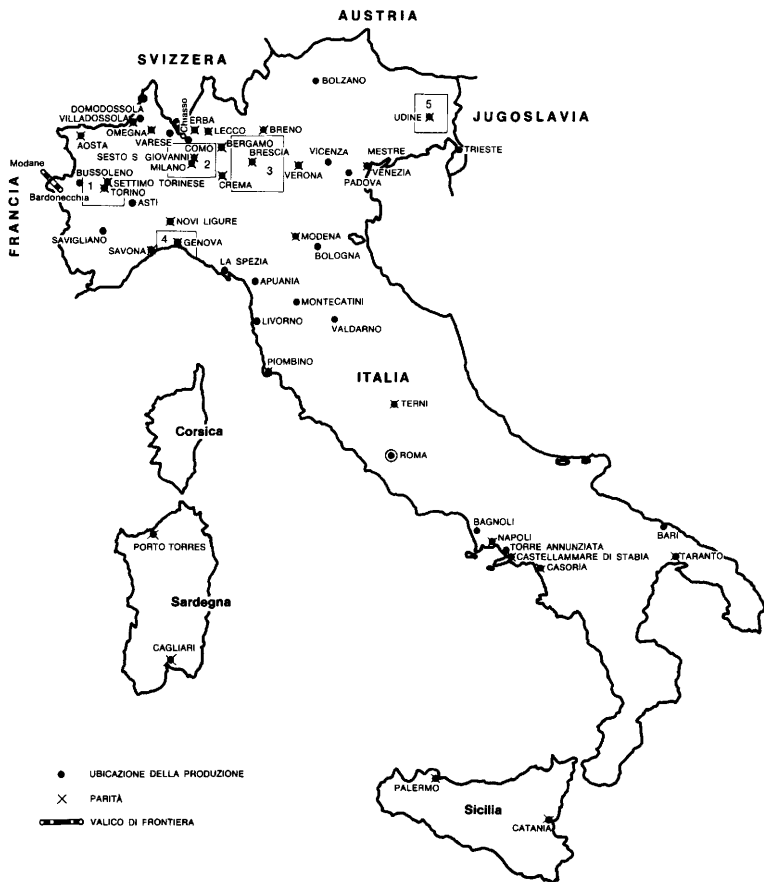 AUSTRIA
SVIZZERA
BOLZANO
5
UDINE
JUGOSLAVIA
DOMODOSSOLA
VILLADOSSOLA
Chiasso
ERBA
OMEGNA
LECCO
BRENO
AOSTA
VARESE
COMO
BERGAMO
TRIESTE
SESTO S GIOVANNI
MILANO
2
BRESCIA
3
VICENZA
MESTRE
VENEZIA
Modane
BUSSOLENO
SETTIMO TORINESE
CREMA
VERONA
PADOVA
1
TORINO
Bardonecchia
FRANCIA
ASTI
NOVI LIGURE
SAVIGLIANO
4
SAVONA
GENOVA
MODENA
BOLOGNA
LA SPEZIA
APUANIA
MONTECATINI
LIVORNO
VALDARNO
PIOMBINO
ITALIA
TERNI
Corsica
ROMA
BAGNOLI
NAPOLI
TORRE ANNUNZIATA
CASTELLAMMARE DI STABIA
CASORIA
BARI
TARANTO
PORTO TORRES
Sardegna
CAGLIARI
UBICAZIONE DELLA PRODUZIONE
PARITÀ
VALICO DI FRONTIERA
PALERMO
Sicilia
CATANIA